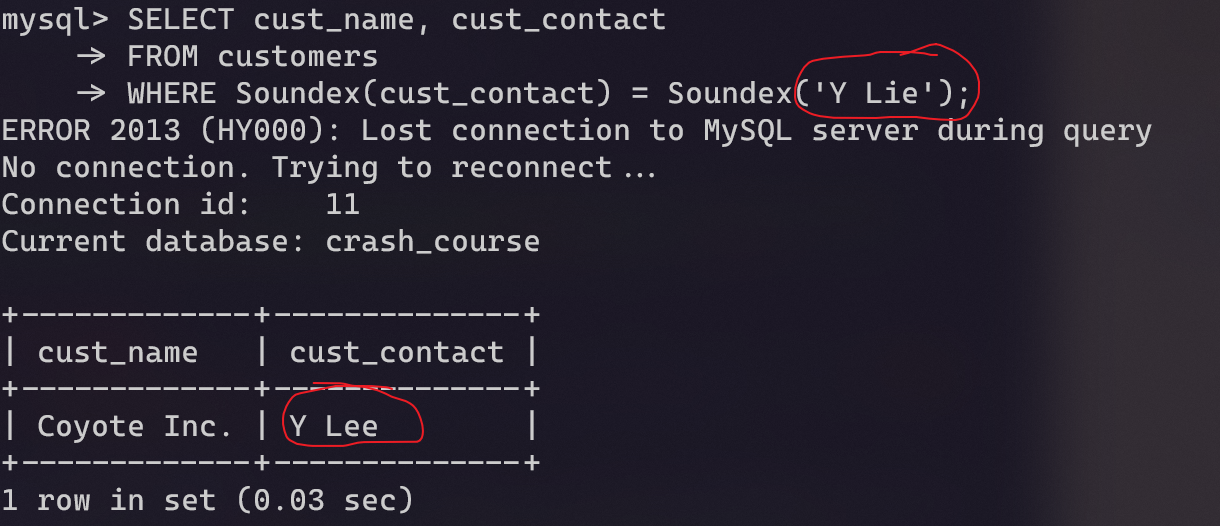 mysql> SELECT cust_name, cust_contact
    -> FROM customers
    -> WHERE Soundex(cust_contact) = Soundex('Y Lie');
ERROR 2013 (HY000): Lost connection to MySQL server during query
No connection. Trying to reconnect...
Connection id:    11
Current database: crash_course

+-------------+--------------+
| cust_name   | cust_contact |
+-------------+--------------+
| Coyote Inc. | Y Lee        |
+-------------+--------------+
1 row in set (0.03 sec)